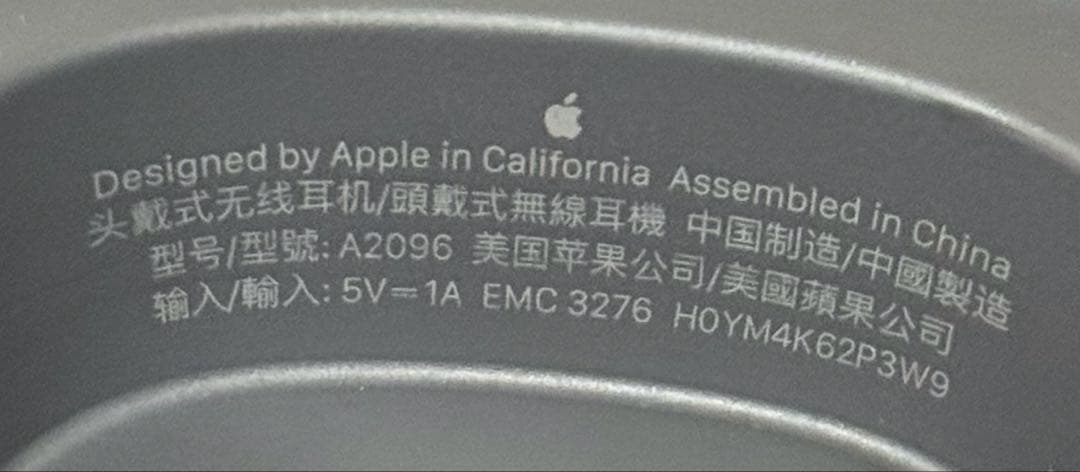 Designed by Apple in California Assembled in China
头戴式无线耳机/頭戴式無線耳機 中国制造/中國製造
型号/型號: A2096 美国苹果公司/美國蘋果公司
输入/輸入: 5V⎓1A EMC 3276 H0YM4K62P3W9